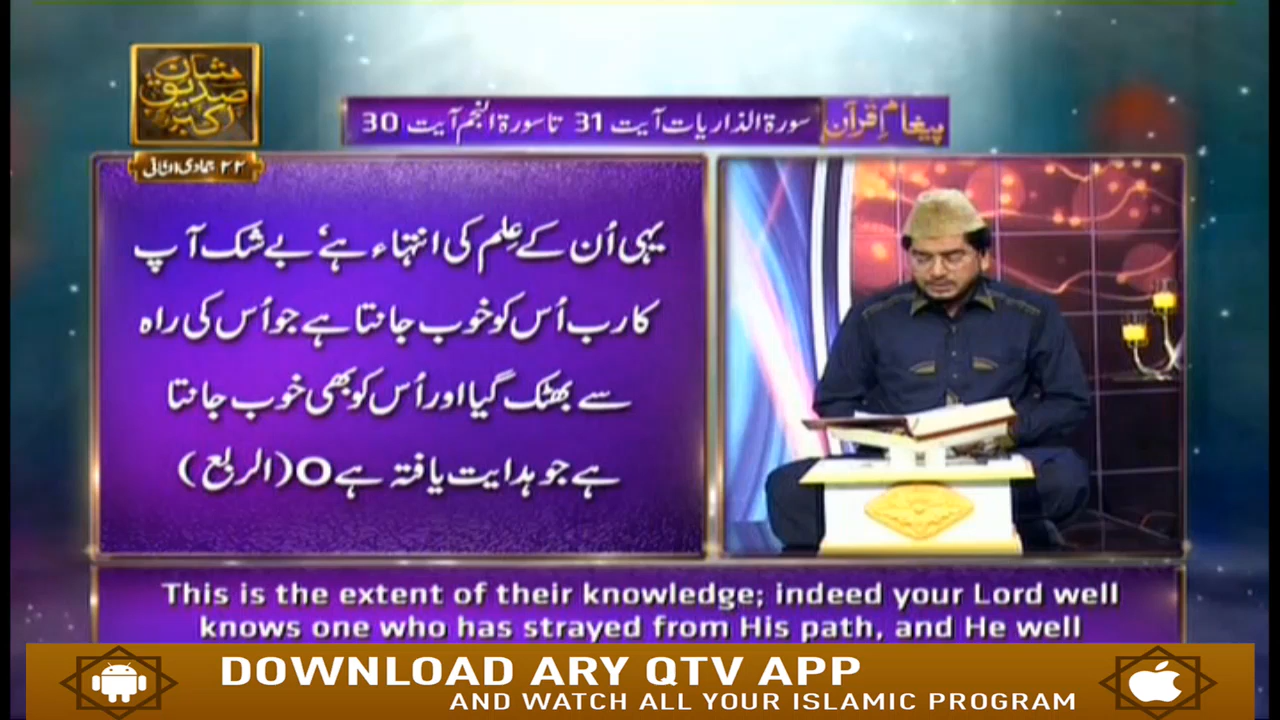 شان
صدیق
اکبر
۲۲ جمادی الثانی
پیغامِ قرآن
سورۃ الذاریات آیت 31 تا سورۃ النجم آیت 30
یہی اُن کے عِلم کی انتہاء ہے، بے شک آپ
کا رب اُس کو خوب جانتا ہے جو اُس کی راہ
سے بھٹک گیا اور اُس کو بھی خوب جانتا
ہے جو ہدایت یافتہ ہے O (الربع)
This is the extent of their knowledge; indeed your Lord well
knows one who has strayed from His path, and He well
DOWNLOAD ARY QTV APP
AND WATCH ALL YOUR ISLAMIC PROGRAM